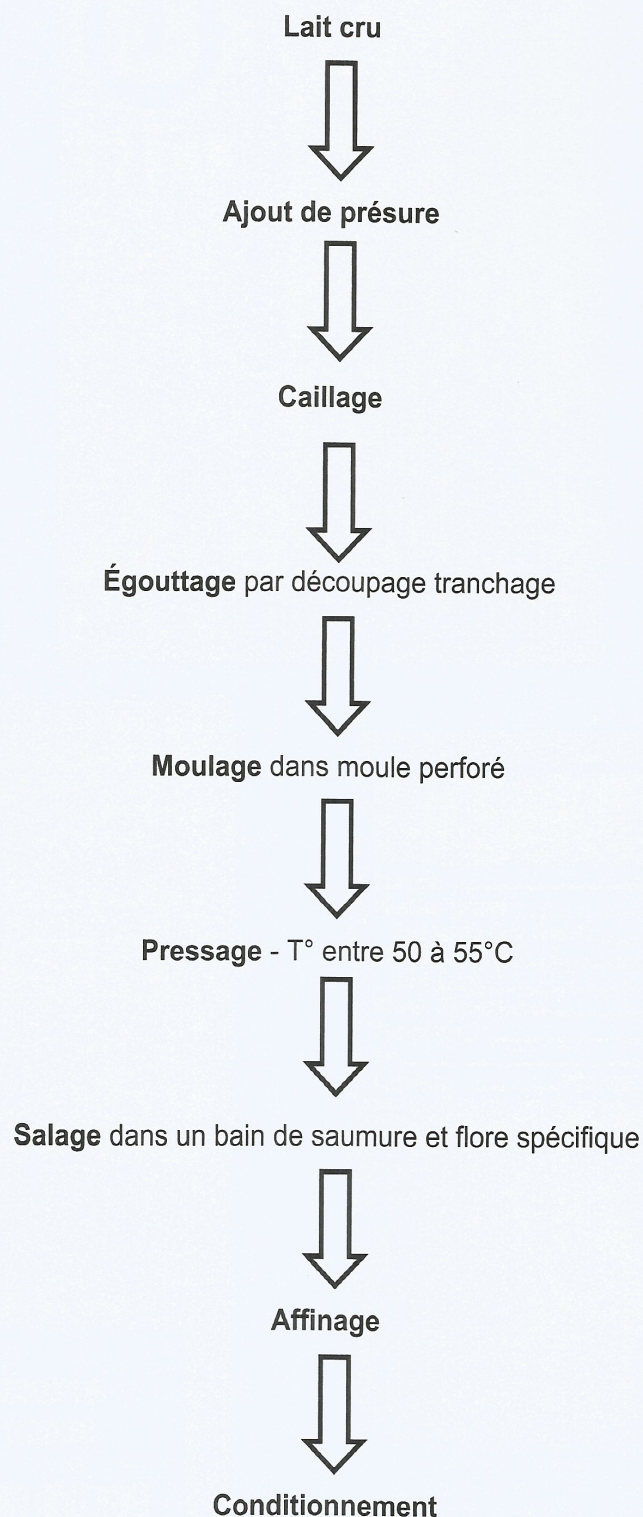 Lait cru
Ajout de présure
Caillage
Égouttage par découpage tranchage
Moulage dans moule perforé
Pressage - T° entre 50 à 55°C
Salage dans un bain de saumure et flore spécifique
Affinage
Conditionnement